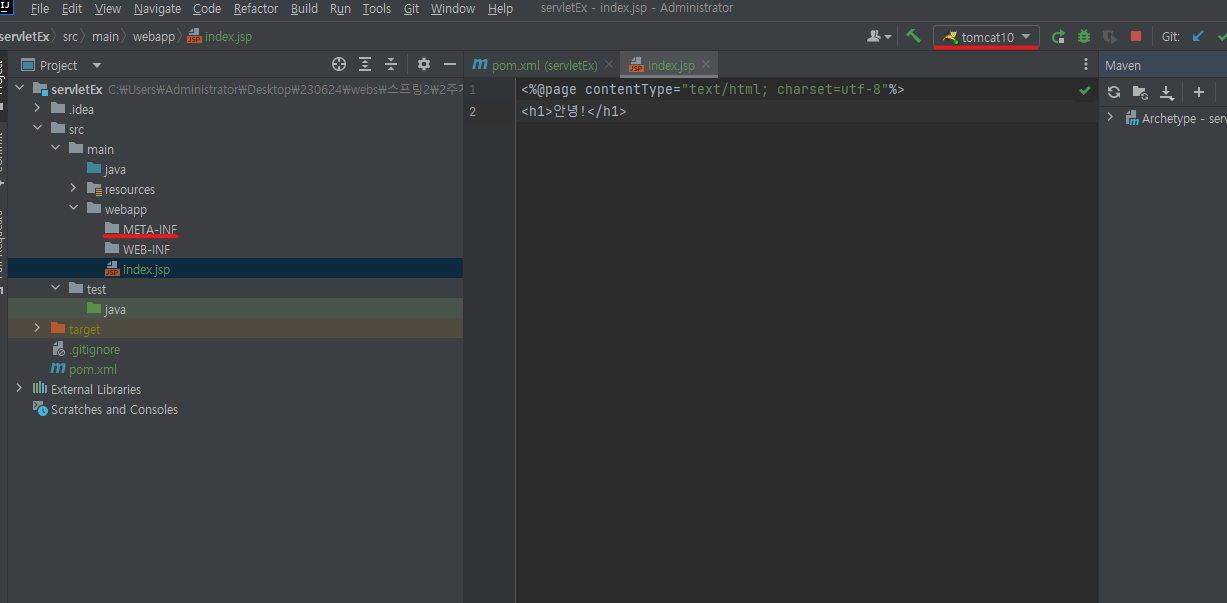 File Edit View Navigate Code Refactor Build Run Tools Git Window Help servletEx - index.jsp - Administrator
servletEx 〉 src 〉 main 〉 webapp 〉 index.jsp
tomcat10
Git:
Project
pom.xml (servletEx)
index.jsp
Maven
servletEx C:₩Users₩Administrator₩Desktop₩230624₩webs₩스프링2₩2주
.idea
src
main
java
resources
webapp
META-INF
WEB-INF
index.jsp
test
java
target
.gitignore
pom.xml
External Libraries
Scratches and Consoles
1 <%@page contentType="text/html; charset=utf-8"%>
2 <h1>안녕!</h1>
Archetype - serv